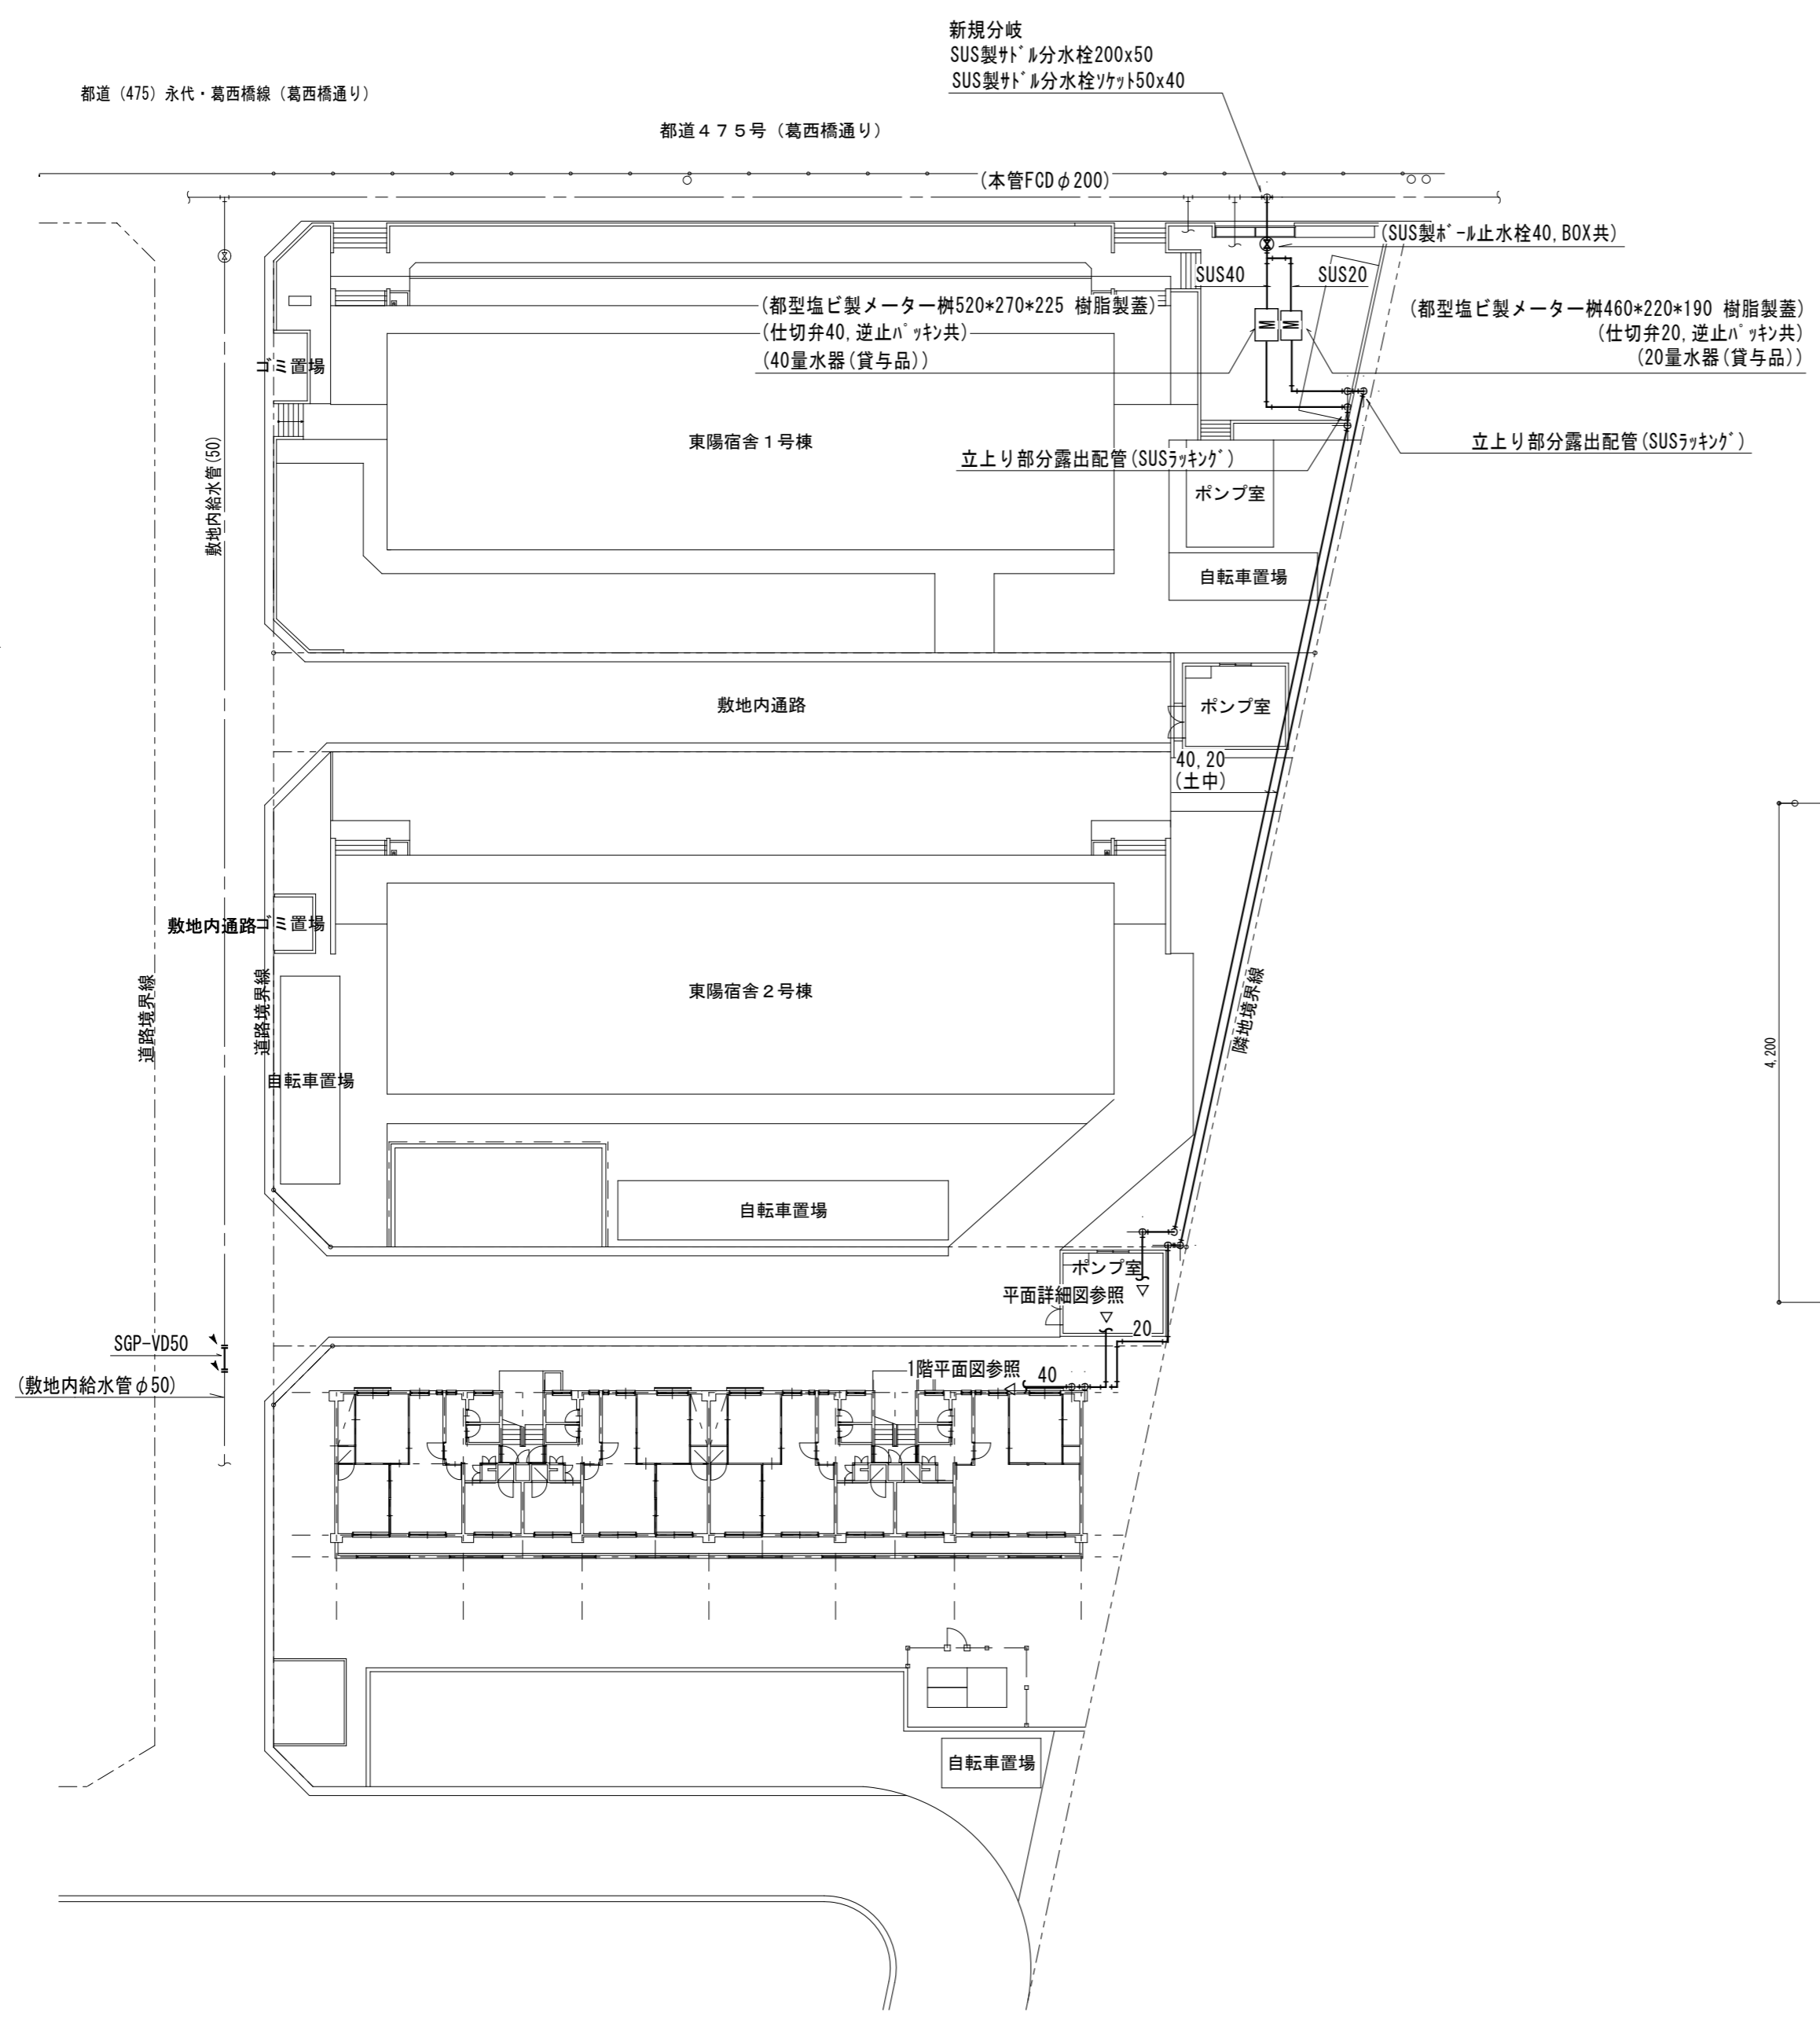 新規分岐
SUS製ｻﾄﾞﾙ分水栓200x50
SUS製ｻﾄﾞﾙ分水栓ｿｹｯﾄ50x40
都道（475）永代・葛西橋線（葛西橋通り）
都道４７５号（葛西橋通り）
(本管FCDφ200)
(SUS製ﾎﾞｰﾙ止水栓40,BOX共)
SUS40
SUS20
(都型塩ビ製メーター桝520*270*225 樹脂製蓋)
(仕切弁40,逆止ﾊﾟｯｷﾝ共)
(40量水器(貸与品))
(都型塩ビ製メーター桝460*220*190 樹脂製蓋)
(仕切弁20,逆止ﾊﾟｯｷﾝ共)
(20量水器(貸与品))
M
M
ゴミ置場
敷地内給水管(50)
東陽宿舎１号棟
立上り部分露出配管(SUSﾗｯｷﾝｸﾞ)
立上り部分露出配管(SUSﾗｯｷﾝｸﾞ)
ポンプ室
自転車置場
敷地内通路
ポンプ室
40,20
(土中)
敷地内通路
ゴミ置場
道路境界線
道路境界線
東陽宿舎２号棟
隣地境界線
4,200
自転車置場
自転車置場
ポンプ室
平面詳細図参照
20
SGP-VD50
1階平面図参照
40
(敷地内給水管φ50)
自転車置場